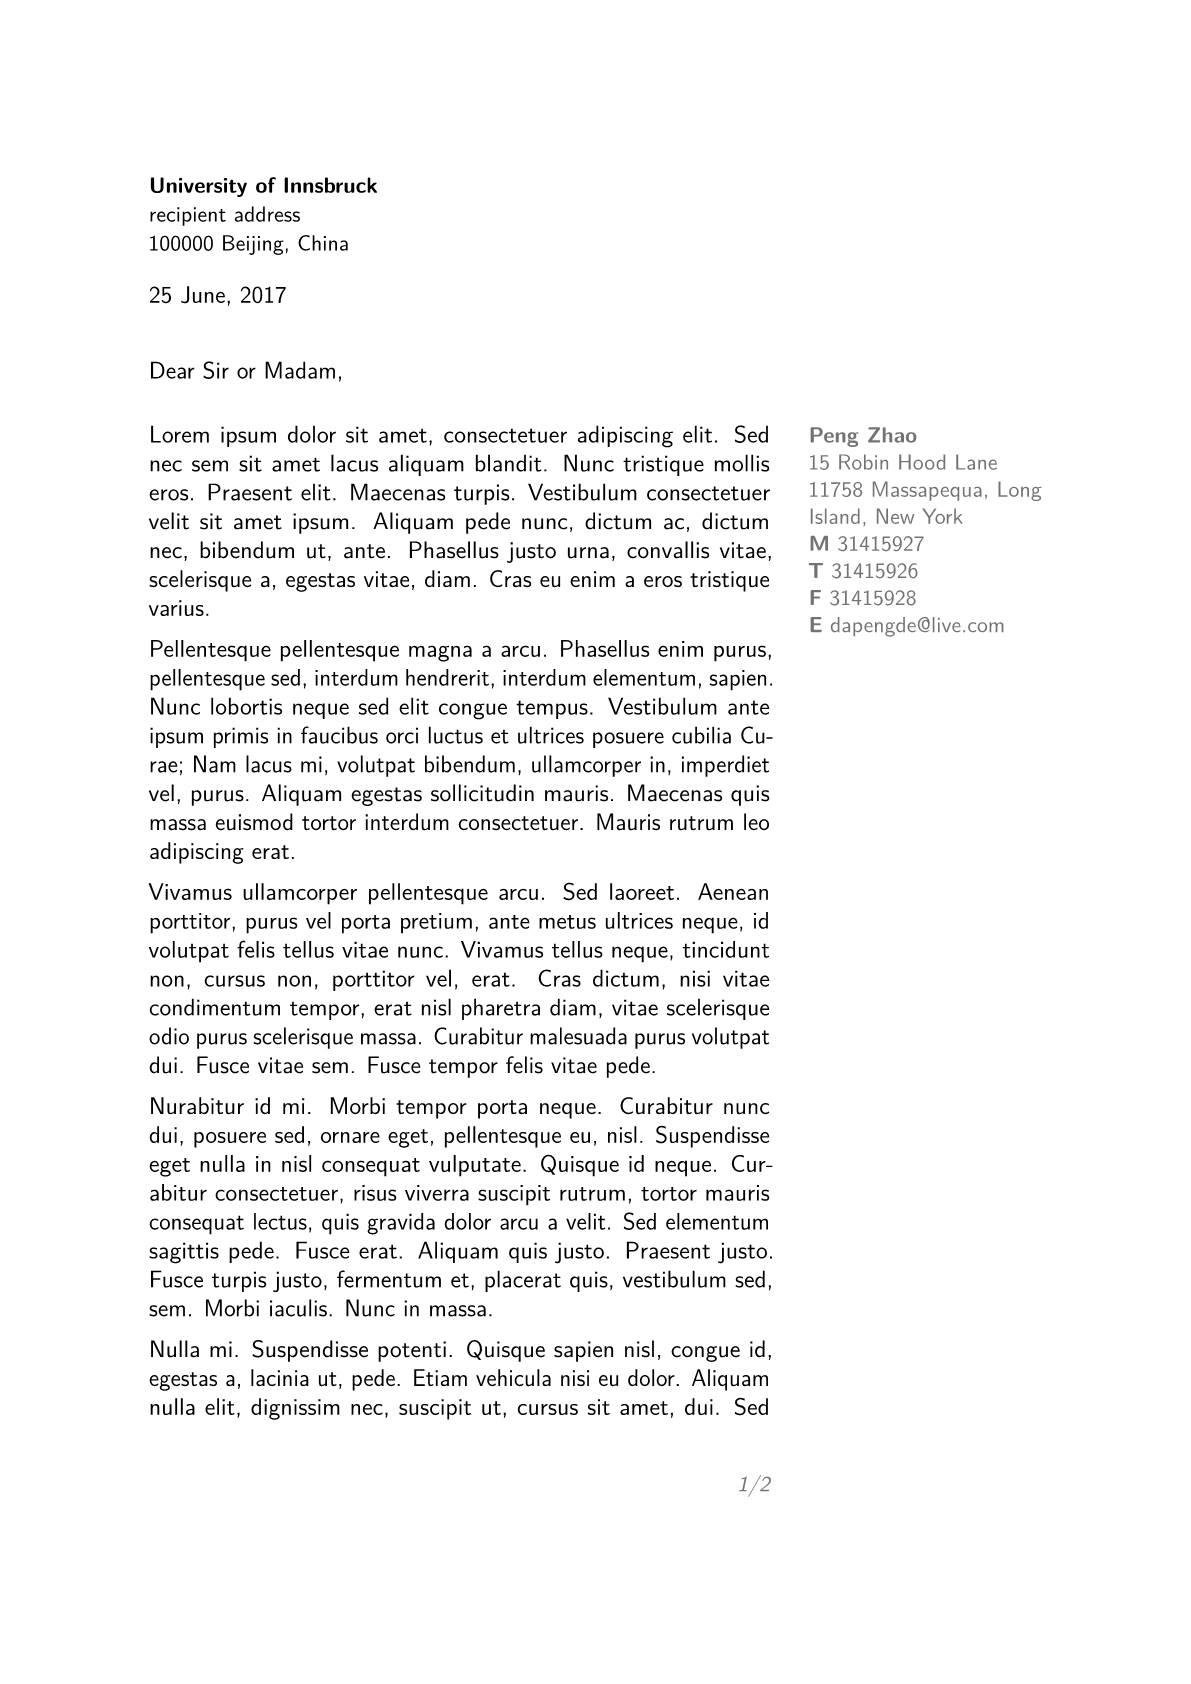 University of Innsbruck
recipient address
100000 Beijing, China
25 June, 2017
Dear Sir or Madam,
Lorem ipsum dolor sit amet, consectetuer adipiscing elit. Sed
nec sem sit amet lacus aliquam blandit. Nunc tristique mollis
eros. Praesent elit. Maecenas turpis. Vestibulum consectetuer
velit sit amet ipsum. Aliquam pede nunc, dictum ac, dictum
nec, bibendum ut, ante. Phasellus justo urna, convallis vitae,
scelerisque a, egestas vitae, diam. Cras eu enim a eros tristique
varius.
Pellentesque pellentesque magna a arcu. Phasellus enim purus,
pellentesque sed, interdum hendrerit, interdum elementum, sapien.
Nunc lobortis neque sed elit congue tempus. Vestibulum ante
ipsum primis in faucibus orci luctus et ultrices posuere cubilia Cu-
rae; Nam lacus mi, volutpat bibendum, ullamcorper in, imperdiet
vel, purus. Aliquam egestas sollicitudin mauris. Maecenas quis
massa euismod tortor interdum consectetuer. Mauris rutrum leo
adipiscing erat.
Vivamus ullamcorper pellentesque arcu. Sed laoreet. Aenean
porttitor, purus vel porta pretium, ante metus ultrices neque, id
volutpat felis tellus vitae nunc. Vivamus tellus neque, tincidunt
non, cursus non, porttitor vel, erat. Cras dictum, nisi vitae
condimentum tempor, erat nisl pharetra diam, vitae scelerisque
odio purus scelerisque massa. Curabitur malesuada purus volutpat
dui. Fusce vitae sem. Fusce tempor felis vitae pede.
Nurabitur id mi. Morbi tempor porta neque. Curabitur nunc
dui, posuere sed, ornare eget, pellentesque eu, nisl. Suspendisse
eget nulla in nisl consequat vulputate. Quisque id neque. Cur-
abitur consectetuer, risus viverra suscipit rutrum, tortor mauris
consequat lectus, quis gravida dolor arcu a velit. Sed elementum
sagittis pede. Fusce erat. Aliquam quis justo. Praesent justo.
Fusce turpis justo, fermentum et, placerat quis, vestibulum sed,
sem. Morbi iaculis. Nunc in massa.
Nulla mi. Suspendisse potenti. Quisque sapien nisl, congue id,
egestas a, lacinia ut, pede. Etiam vehicula nisi eu dolor. Aliquam
nulla elit, dignissim nec, suscipit ut, cursus sit amet, dui. Sed
Peng Zhao
15 Robin Hood Lane
11758 Massapequa, Long
Island, New York
M 31415927
T 31415926
F 31415928
E dapengde@live.com
1/2